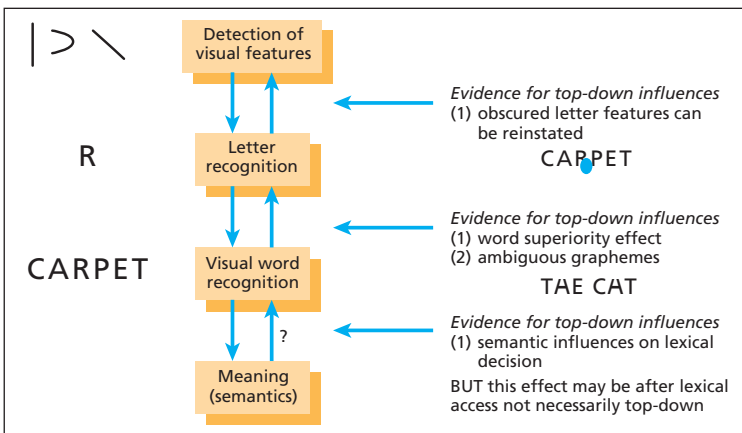 Detection of
visual features
Evidence for top-down influences
(1) obscured letter features can
be reinstated
R
Letter
recognition
CARPET
Evidence for top-down influences
(1) word superiority effect
(2) ambiguous graphemes
CARPET
Visual word
recognition
TAE CAT
?
Evidence for top-down influences
(1) semantic influences on lexical
decision
Meaning
(semantics)
BUT this effect may be after lexical
access not necessarily top-down